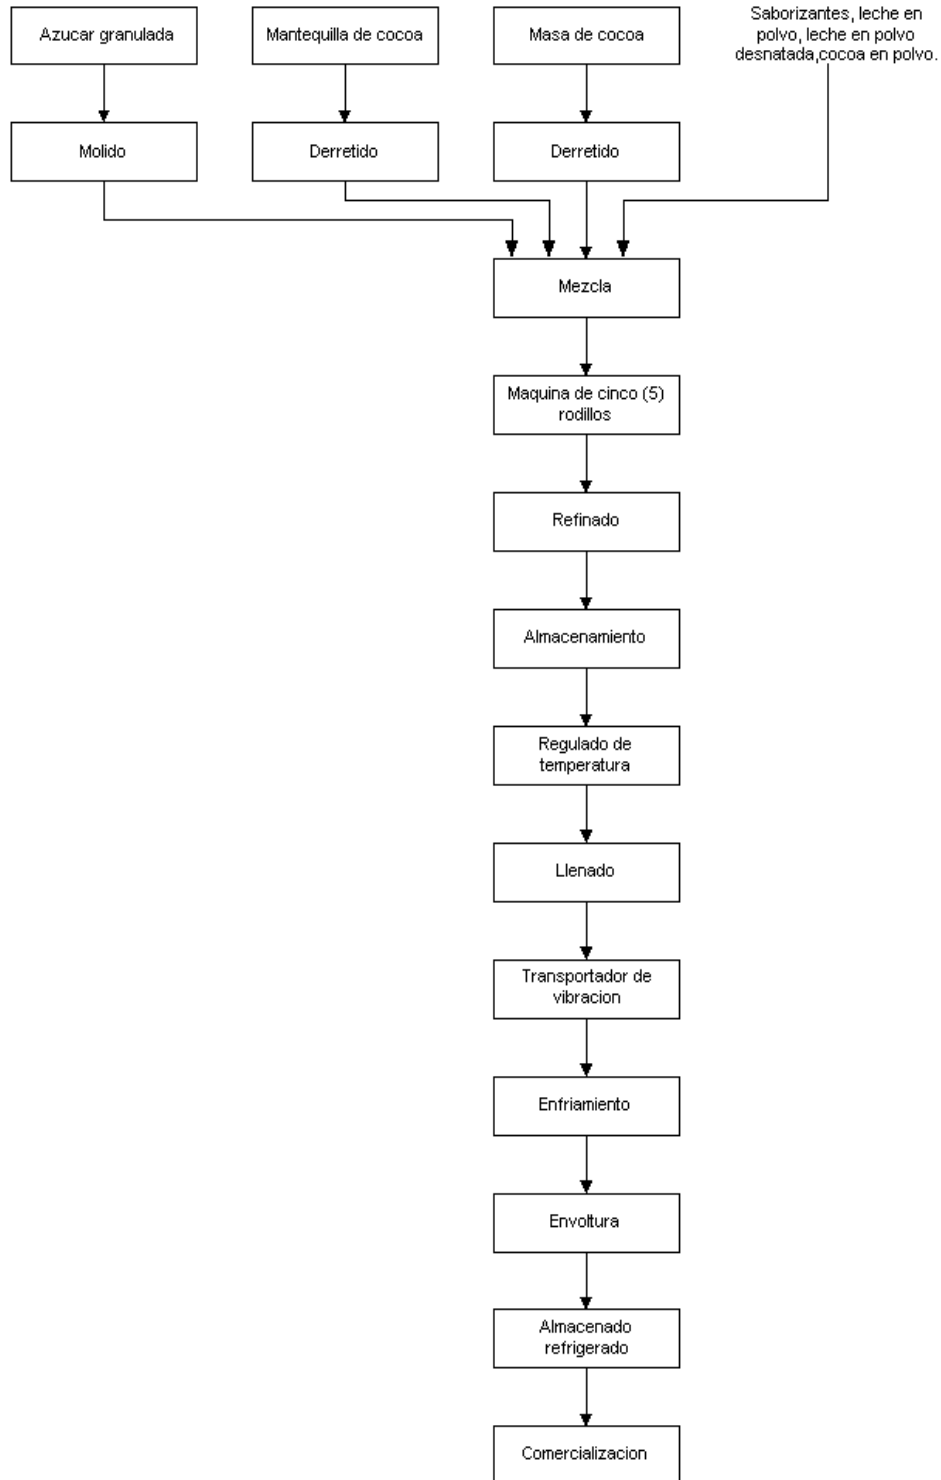 Azucar granulada
Mantequilla de cocoa
Masa de cocoa
Saborizantes, leche en
polvo, leche en polvo
desnatada,cocoa en polvo.
Molido
Derretido
Derretido
Mezcla
Maquina de cinco (5)
rodillos
Refinado
Almacenamiento
Regulado de
temperatura
Llenado
Transportador de
vibracion
Enfriamiento
Envoltura
Almacenado
refrigerado
Comercializacion